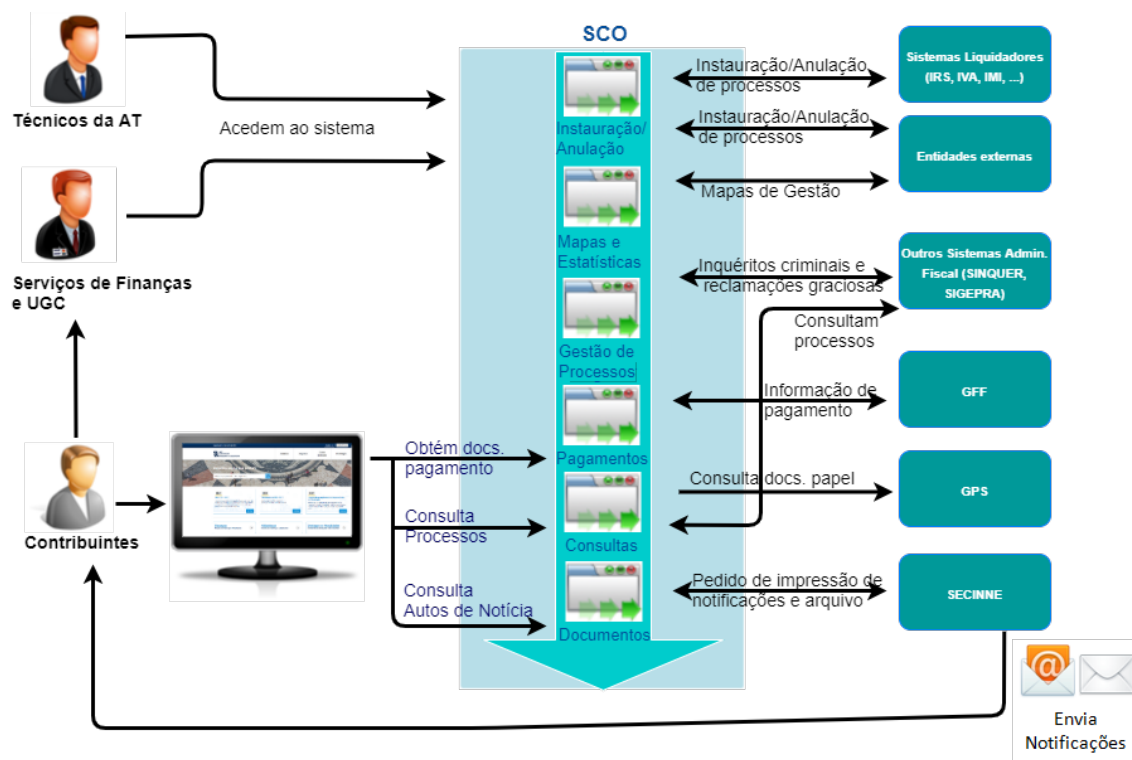 SCO
Técnicos da AT
Acedem ao sistema
Serviços de Finanças
e UGC
Contribuintes
Obtém docs.
pagamento
Consulta
Processos
Consulta
Autos de Notícia
Instauração/
Anulação
Mapas e
Estatísticas
Gestão de
Processos
Pagamentos
Consultas
Documentos
Instauração/Anulação
de processos
Instauração/Anulação
de processos
Mapas de Gestão
Inquéritos criminais e
reclamações graciosas
Consultam
processos
Informação de
pagamento
Consulta docs. papel
Pedido de impressão de
notificações e arquivo
Sistemas Liquidadores
(IRS, IVA, IMI, ...)
Entidades externas
Outros Sistemas Admin.
Fiscal (SINQUER,
SIGEPRA)
GFF
GPS
SECINNE
Envia
Notificações